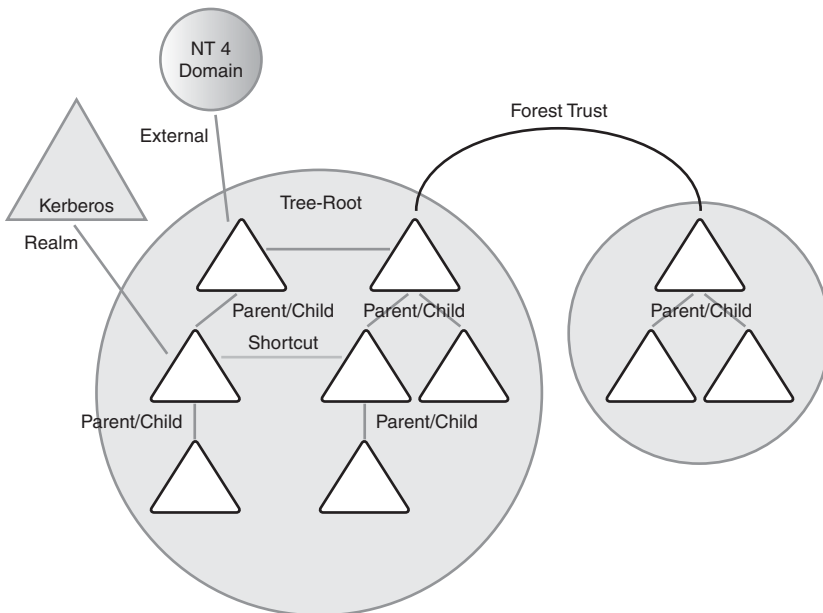 NT 4
Domain
Forest Trust
External
Kerberos
Tree-Root
Realm
Parent/Child
Parent/Child
Parent/Child
Shortcut
Parent/Child
Parent/Child